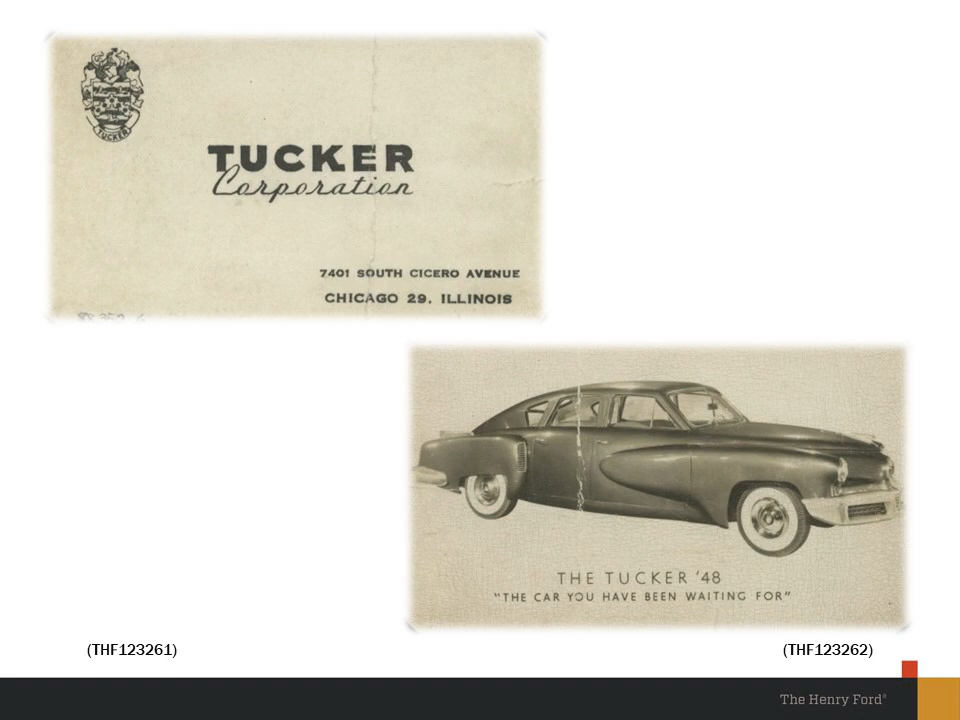 TUCKER
TUCKER
Corporation
7401 SOUTH CICERO AVENUE
CHICAGO 29, ILLINOIS
THE TUCKER '48
"THE CAR YOU HAVE BEEN WAITING FOR"
(THF123261)
(THF123262)
The Henry Ford®